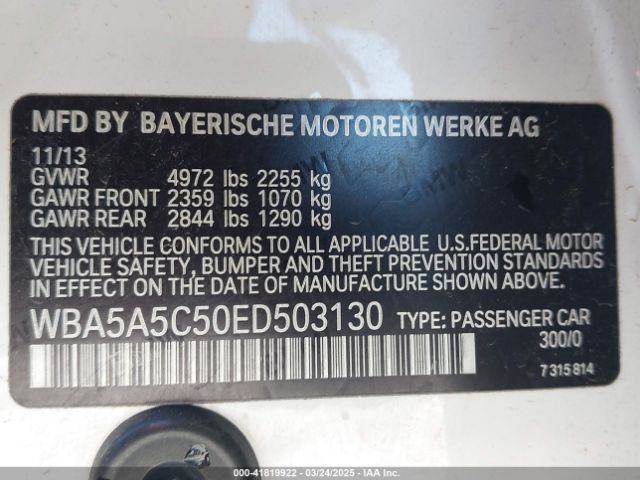 MFD BY BAYERISCHE MOTOREN WERKE AG
11/13
GVWR 4972 lbs 2255 kg
GAWR FRONT 2359 lbs 1070 kg
GAWR REAR 2844 lbs 1290 kg
THIS VEHICLE CONFORMS TO ALL APPLICABLE U.S.FEDERAL MOTOR
VEHICLE SAFETY, BUMPER AND THEFT PREVENTION STANDARDS
IN EFFECT ON THE DATE OF MANUFACTURE SHOWN ABOVE.
WBA5A5C50ED503130 TYPE: PASSENGER CAR
300/0
7 315 814
000-41819922 - 03/24/2025 - IAA Inc.